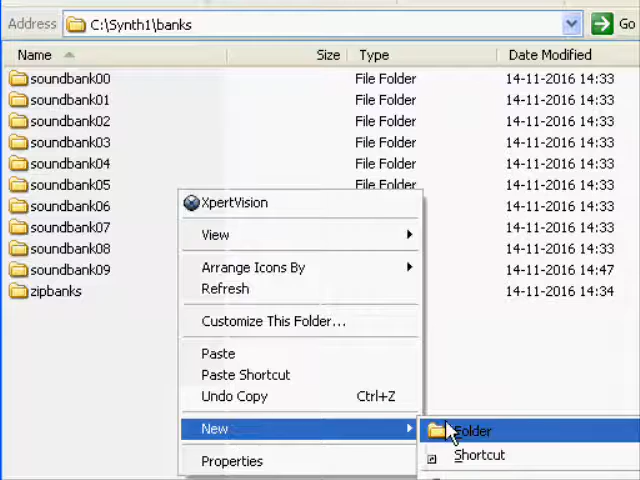 Address C:\Synth1\banks Go
Name Size Type Date Modified
soundbank00 File Folder 14-11-2016 14:33
soundbank01 File Folder 14-11-2016 14:33
soundbank02 File Folder 14-11-2016 14:33
soundbank03 File Folder 14-11-2016 14:33
soundbank04 File Folder 14-11-2016 14:33
soundbank05 File Folder 14-11-2016 14:33
XpertVision
soundbank06 14-11-2016 14:33
soundbank07 View 14-11-2016 14:33
soundbank08 14-11-2016 14:33
soundbank09 Arrange Icons By 14-11-2016 14:47
zipbanks Refresh 14-11-2016 14:34
Customize This Folder...
Paste
Paste Shortcut
Undo Copy Ctrl+Z
New Folder
Shortcut
Properties